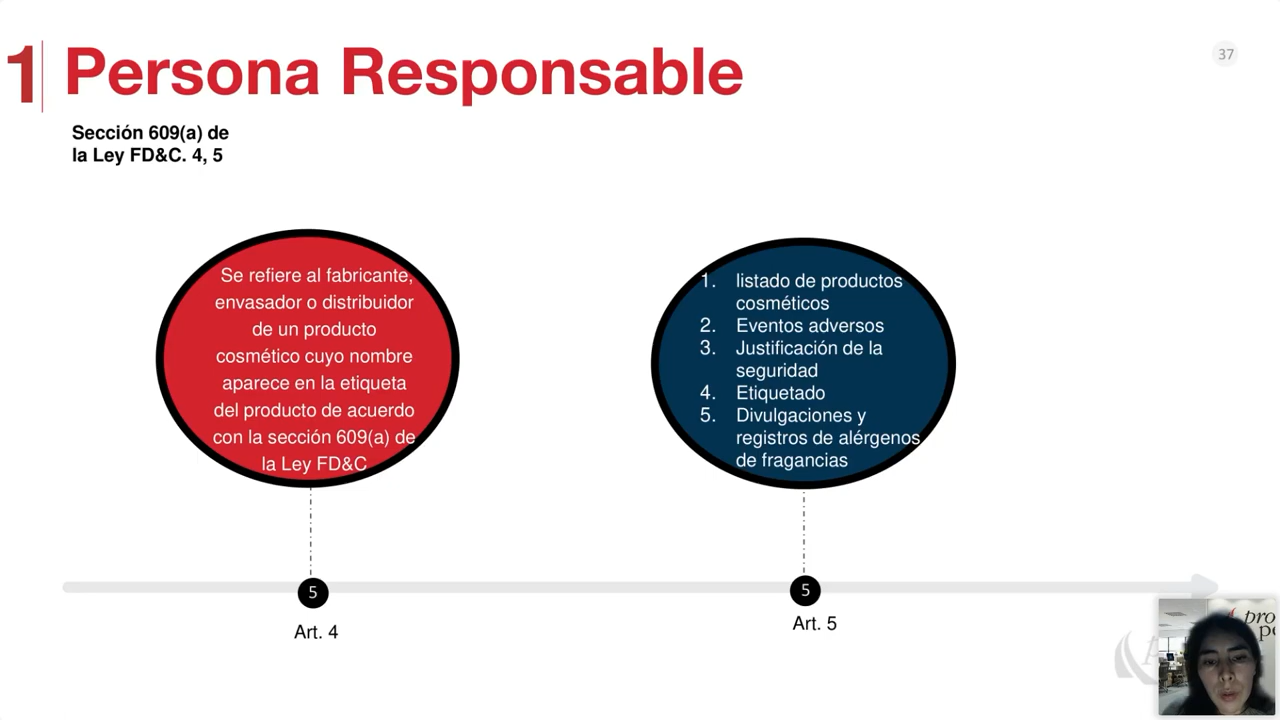 37
1 Persona Responsable
Sección 609(a) de
la Ley FD&C. 4, 5
Se refiere al fabricante,
envasador o distribuidor
de un producto
cosmético cuyo nombre
aparece en la etiqueta
del producto de acuerdo
con la sección 609(a) de
la Ley FD&C
1. listado de productos
cosméticos
2. Eventos adversos
3. Justificación de la
seguridad
4. Etiquetado
5. Divulgaciones y
registros de alérgenos
de fragancias
5
Art. 4
5
Art. 5